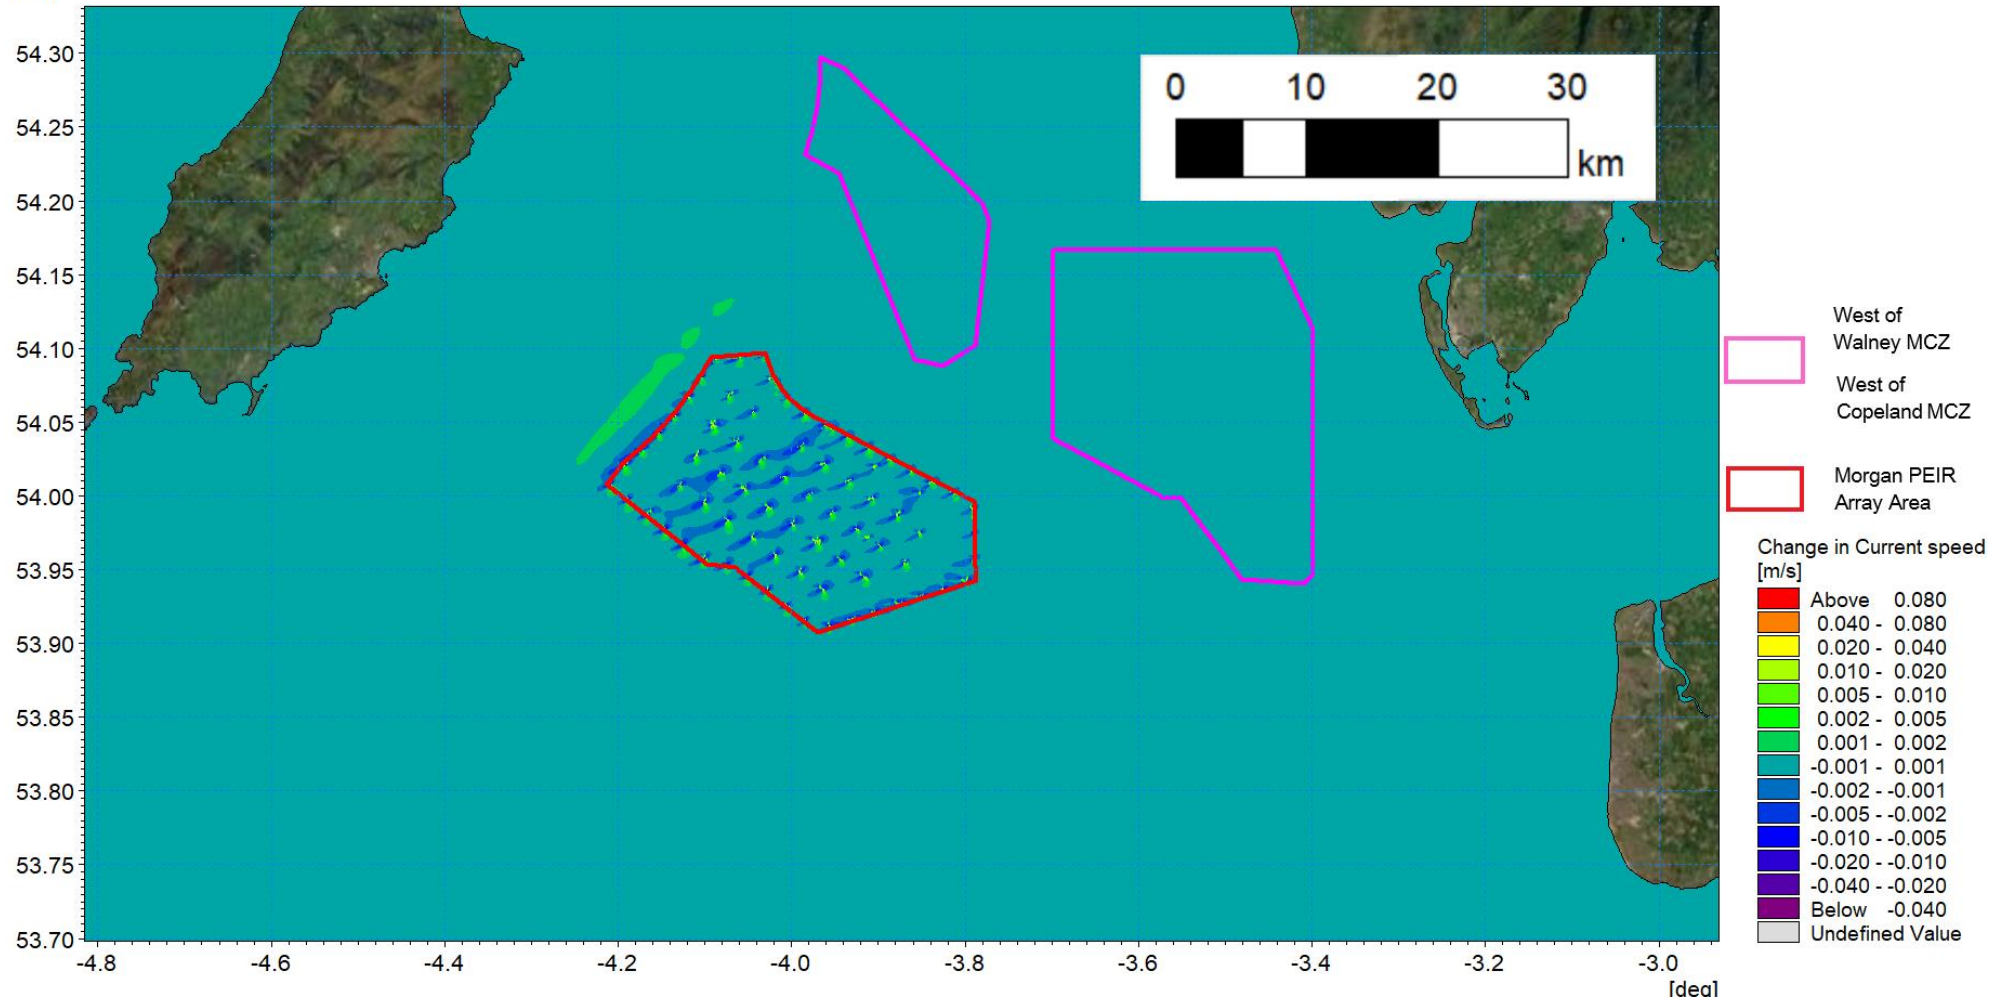 54.30
54.25
54.20
54.15
54.10
54.05
54.00
53.95
53.90
53.85
53.80
53.75
53.70
-4.8 -4.6 -4.4 -4.2 -4.0 -3.8 -3.6 -3.4 -3.2 -3.0
[deg]
0 10 20 30
km
West of
Walney MCZ
West of
Copeland MCZ
Morgan PEIR
Array Area
Change in Current speed
[m/s]
Above 0.080
0.040 - 0.080
0.020 - 0.040
0.010 - 0.020
0.005 - 0.010
0.002 - 0.005
0.001 - 0.002
-0.001 - 0.001
-0.002 - -0.001
-0.005 - -0.002
-0.010 - -0.005
-0.020 - -0.010
-0.040 - -0.020
Below -0.040
Undefined Value